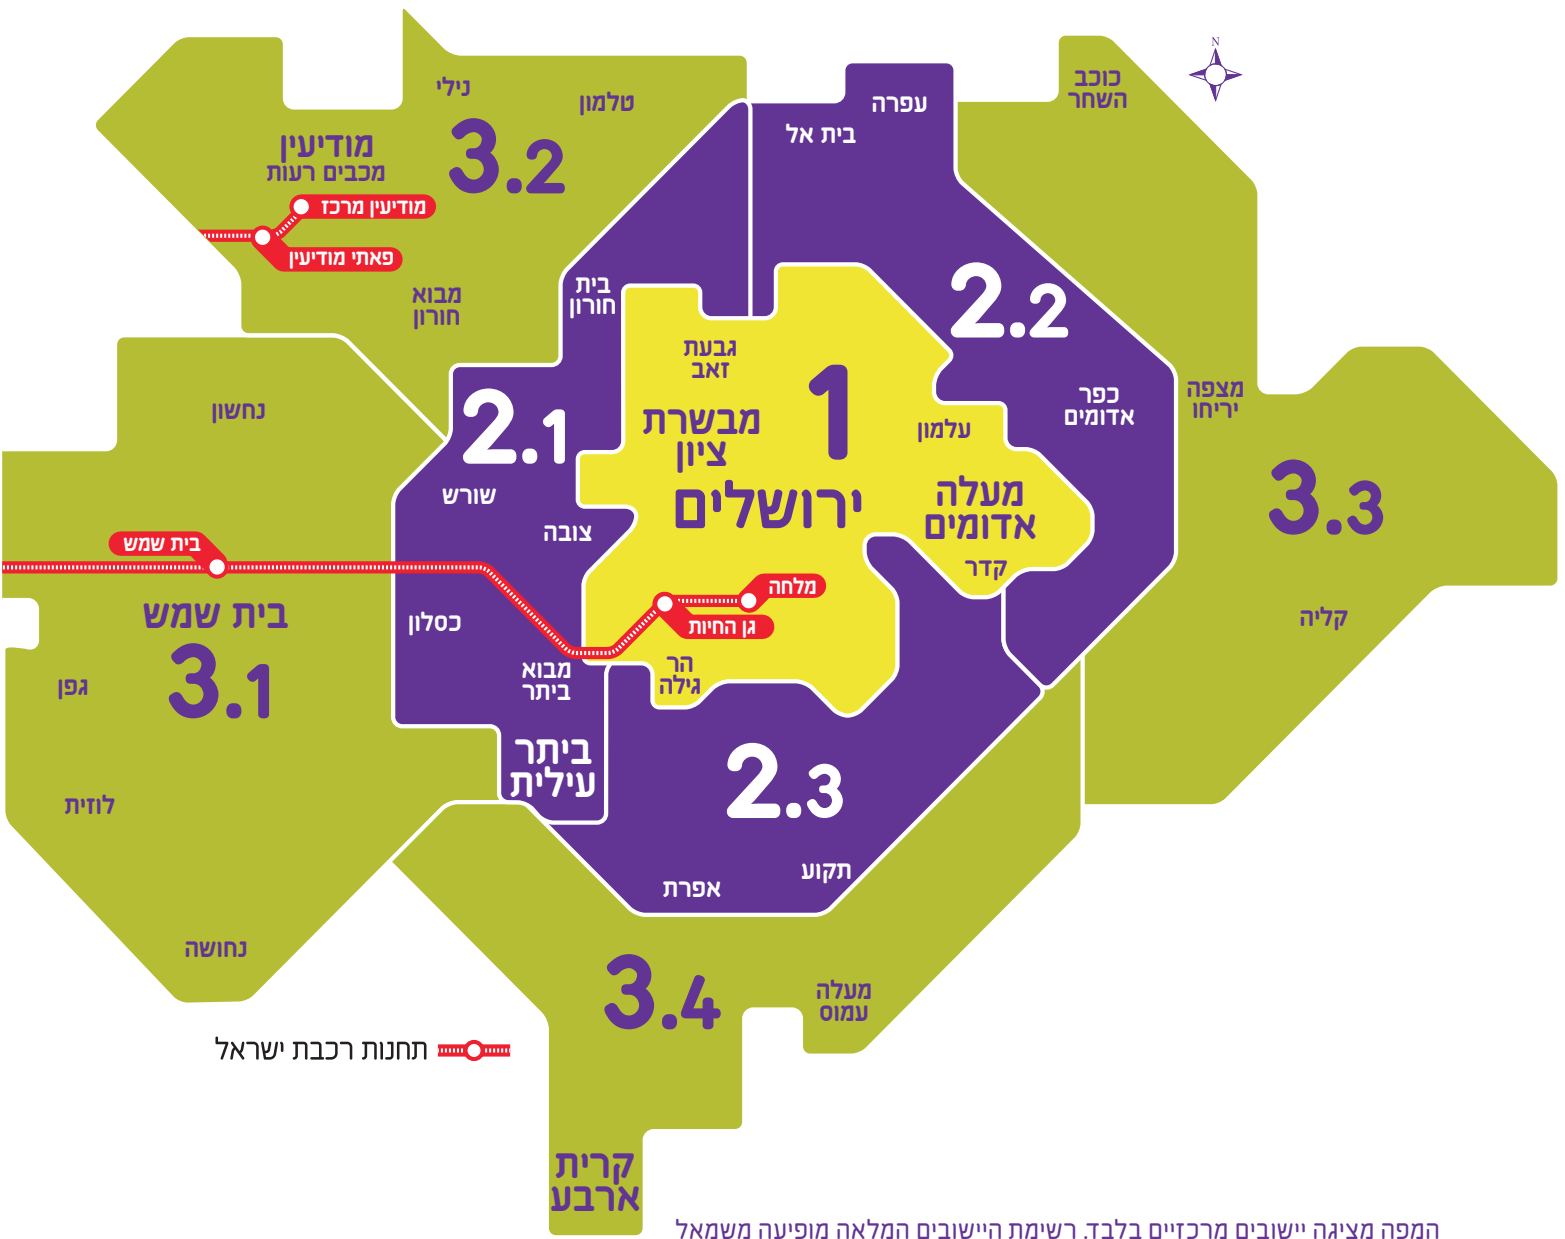 N
כוכב
השחר
עפרה
בית אל
נילי
טלמון
3.2
מודיעין
מכבים רעות
מודיעין מרכז
פאתי מודיעין
מבוא
חורון
בית
חורון
2.2
גבעת
זאב
1
מבשרת
ציון
ירושלים
עלמון
מעלה
אדומים
קדר
כפר
אדומים
מצפה
יריחו
3.3
קליה
נחשון
2.1
שורש
צובה
בית שמש
בית שמש
3.1
כסלון
מלחה
גן החיות
הר
גילה
מבוא
ביתר
ביתר
עילית
גפן
לוזית
נחושה
2.3
תקוע
אפרת
3.4
מעלה
עמוס
תחנות רכבת ישראל
קרית
ארבע
המפה מציגה יישובים מרכזיים בלבד. רשימת היישובים המלאה מופיעה משמאל